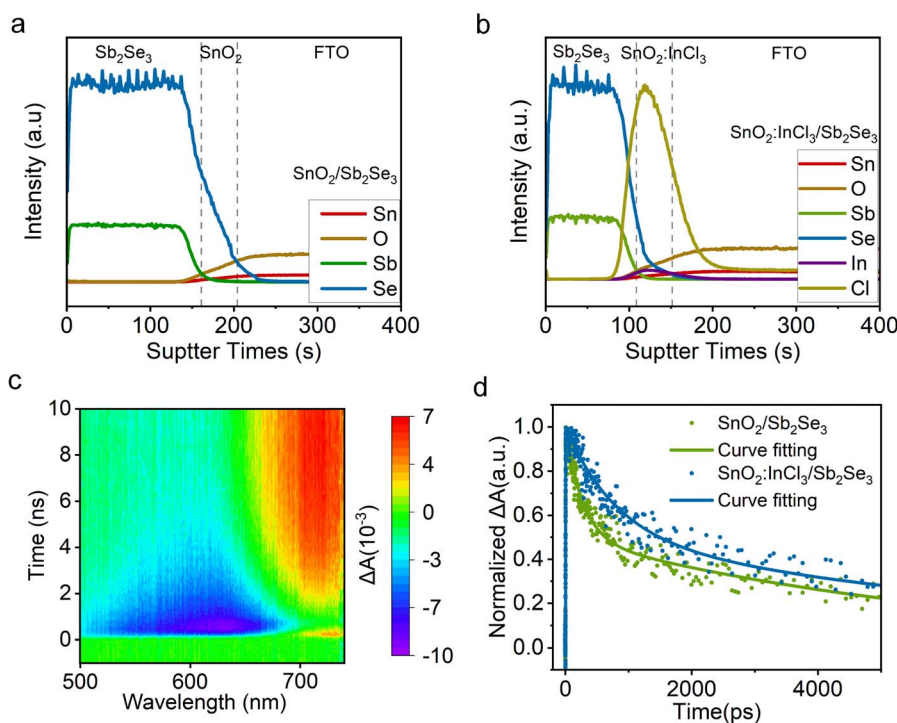 a
Sb2Se3 SnO2 FTO
Intensity (a.u)
SnO2/Sb2Se3
Sn
O
Sb
Se
0 100 200 300 400
Suptter Times (s)
b
Sb2Se3 SnO2:InCl3 FTO
Intensity (a.u.)
SnO2:InCl3/Sb2Se3
Sn
O
Sb
Se
In
Cl
0 100 200 300 400
Suptter Times (s)
c
10
8
6
4
2
0
Time (ns)
500 600 700
Wavelength (nm)
7
4
2
0
-3
-5
-7
-10
ΔA(10-3)
d
1.0
0.8
0.6
0.4
0.2
0.0
Normalized ΔA(a.u.)
SnO2/Sb2Se3
Curve fitting
SnO2:InCl3/Sb2Se3
Curve fitting
0 2000 4000
Time(ps)